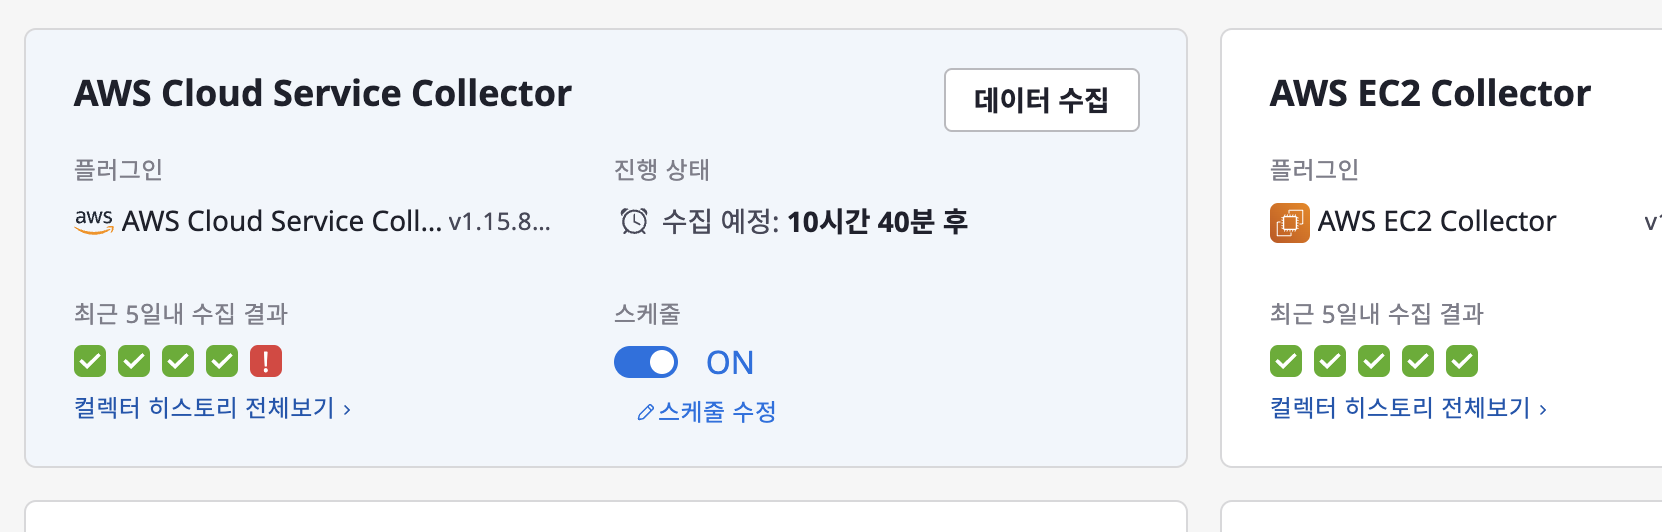 AWS Cloud Service Collector
데이터 수집
플러그인
aws AWS Cloud Service Coll... v1.15.8...
진행 상태
수집 예정: 10시간 40분 후
최근 5일내 수집 결과
컬렉터 히스토리 전체보기 ›
스케줄
ON
스케줄 수정
AWS EC2 Collector
플러그인
AWS EC2 Collector
최근 5일내 수집 결과
컬렉터 히스토리 전체보기 ›